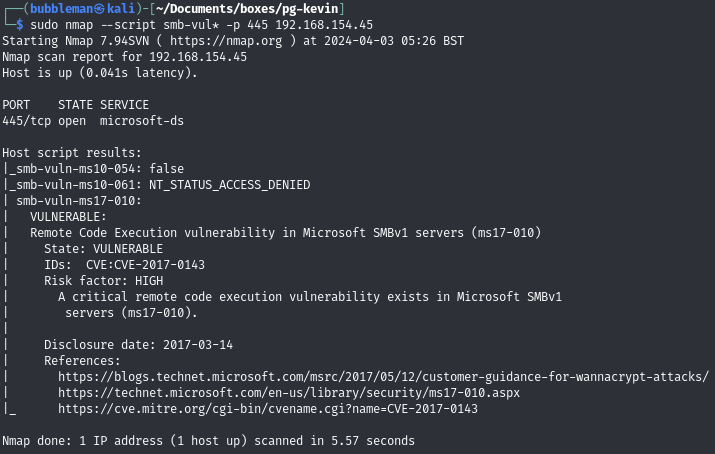 ┌──(bubbleman㉿kali)-[~/Documents/boxes/pg-kevin]
└─$ sudo nmap --script smb-vul* -p 445 192.168.154.45
Starting Nmap 7.94SVN ( https://nmap.org ) at 2024-04-03 05:26 BST
Nmap scan report for 192.168.154.45
Host is up (0.041s latency).

PORT    STATE SERVICE
445/tcp open  microsoft-ds

Host script results:
|_smb-vuln-ms10-054: false
|_smb-vuln-ms10-061: NT_STATUS_ACCESS_DENIED
| smb-vuln-ms17-010:
|   VULNERABLE:
|   Remote Code Execution vulnerability in Microsoft SMBv1 servers (ms17-010)
|     State: VULNERABLE
|     IDs:  CVE:CVE-2017-0143
|     Risk factor: HIGH
|       A critical remote code execution vulnerability exists in Microsoft SMBv1
|        servers (ms17-010).
|
|     Disclosure date: 2017-03-14
|     References:
|       https://blogs.technet.microsoft.com/msrc/2017/05/12/customer-guidance-for-wannacrypt-attacks/
|       https://technet.microsoft.com/en-us/library/security/ms17-010.aspx
|_      https://cve.mitre.org/cgi-bin/cvename.cgi?name=CVE-2017-0143

Nmap done: 1 IP address (1 host up) scanned in 5.57 seconds